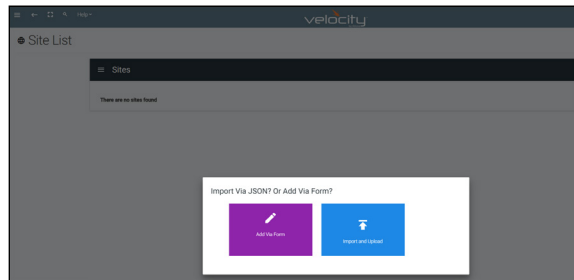 Help
velocity
Site List
Sites
There are no sites found
Import Via JSON? Or Add Via Form?
Add Via Form
Import and Upload